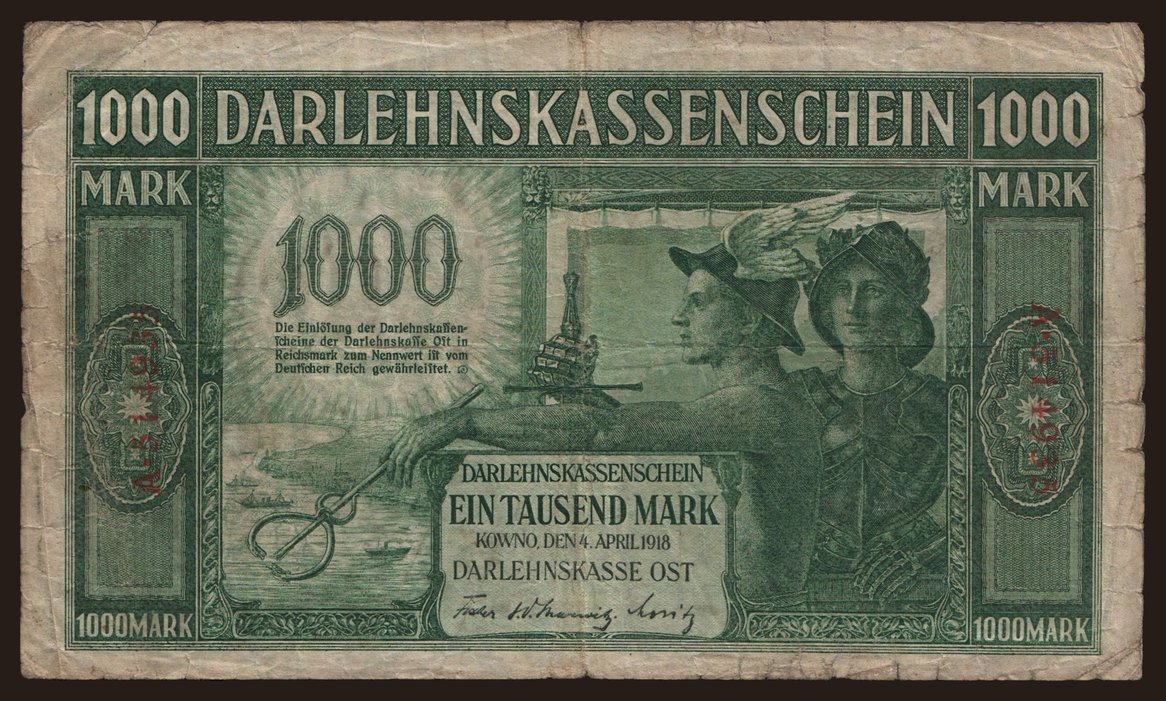 1000 DARLEHNSKASSENSCHEIN 1000
MARK MARK
1000
Die Einlöſung der Darlehnskaſſen-
ſcheine der Darlehnskaſſe Oſt in
Reichsmark zum Nennwert iſt vom
Deutſchen Reich gewährleiſtet.
DARLEHNSKASSENSCHEIN
EIN TAUSEND MARK
KOWNO, DEN 4. APRIL 1918
DARLEHNSKASSE OST
1000MARK 1000MARK